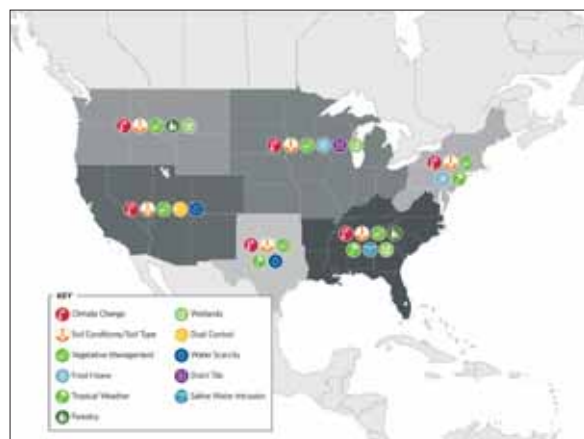 KEY
Climate Change
Wetlands
Soil Conditions/Soil Type
Dust Control
Vegetative Management
Water Scarcity
Frost Heave
Drain Tile
Tropical Weather
Saline Water Intrusion
Forestry